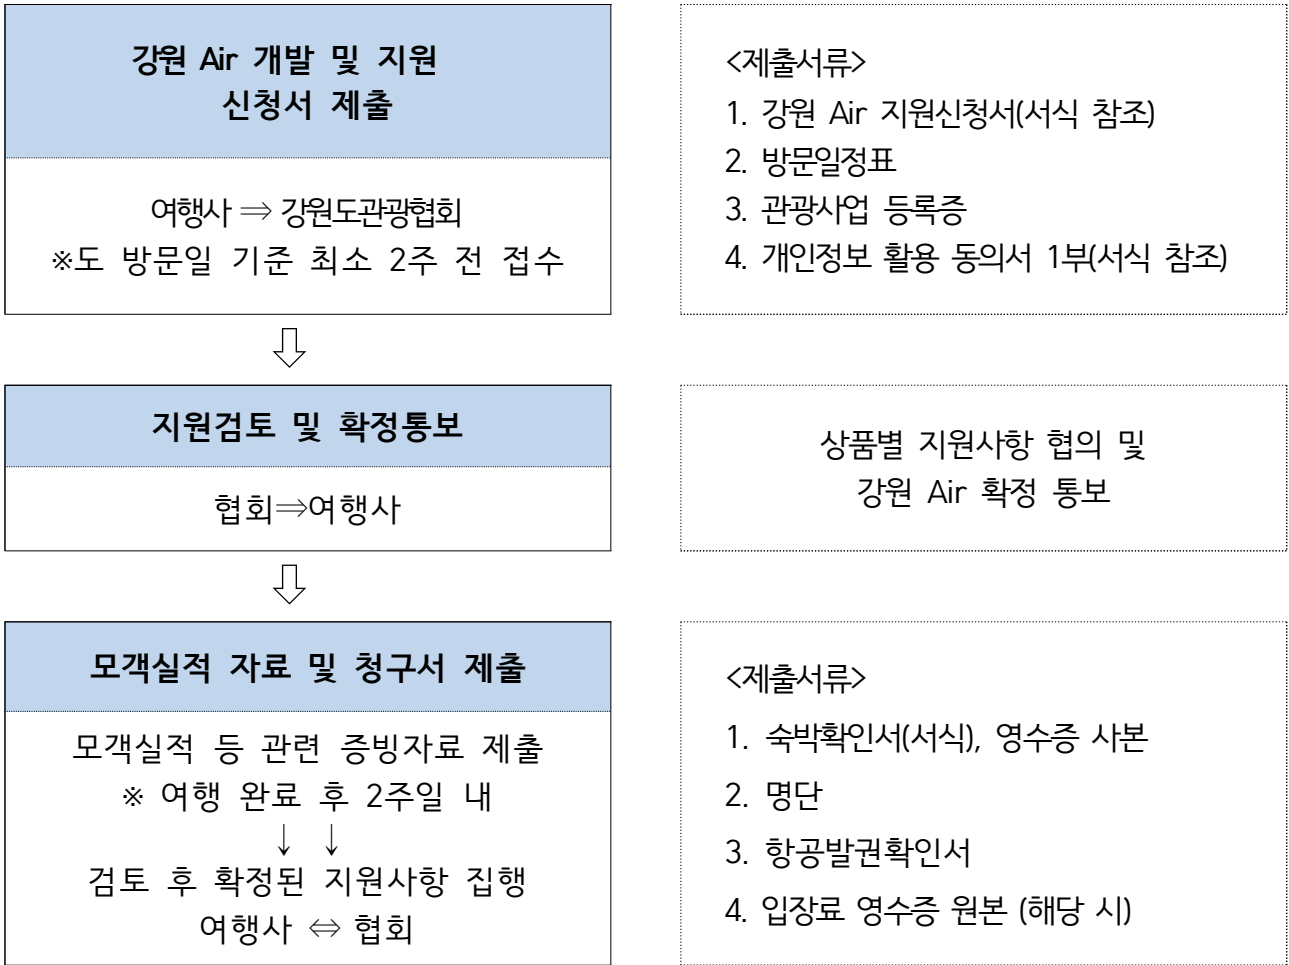 강원 Air 개발 및 지원
신청서 제출
여행사 ⇒ 강원도관광협회
※도 방문일 기준 최소 2주 전 접수
<제출서류>
1. 강원 Air 지원신청서(서식 참조)
2. 방문일정표
3. 관광사업 등록증
4. 개인정보 활용 동의서 1부(서식 참조)
지원검토 및 확정통보
협회⇒여행사
상품별 지원사항 협의 및
강원 Air 확정 통보
모객실적 자료 및 청구서 제출
모객실적 등 관련 증빙자료 제출
※ 여행 완료 후 2주일 내
↓ ↓
검토 후 확정된 지원사항 집행
여행사 ⇔ 협회
<제출서류>
1. 숙박확인서(서식), 영수증 사본
2. 명단
3. 항공발권확인서
4. 입장료 영수증 원본 (해당 시)